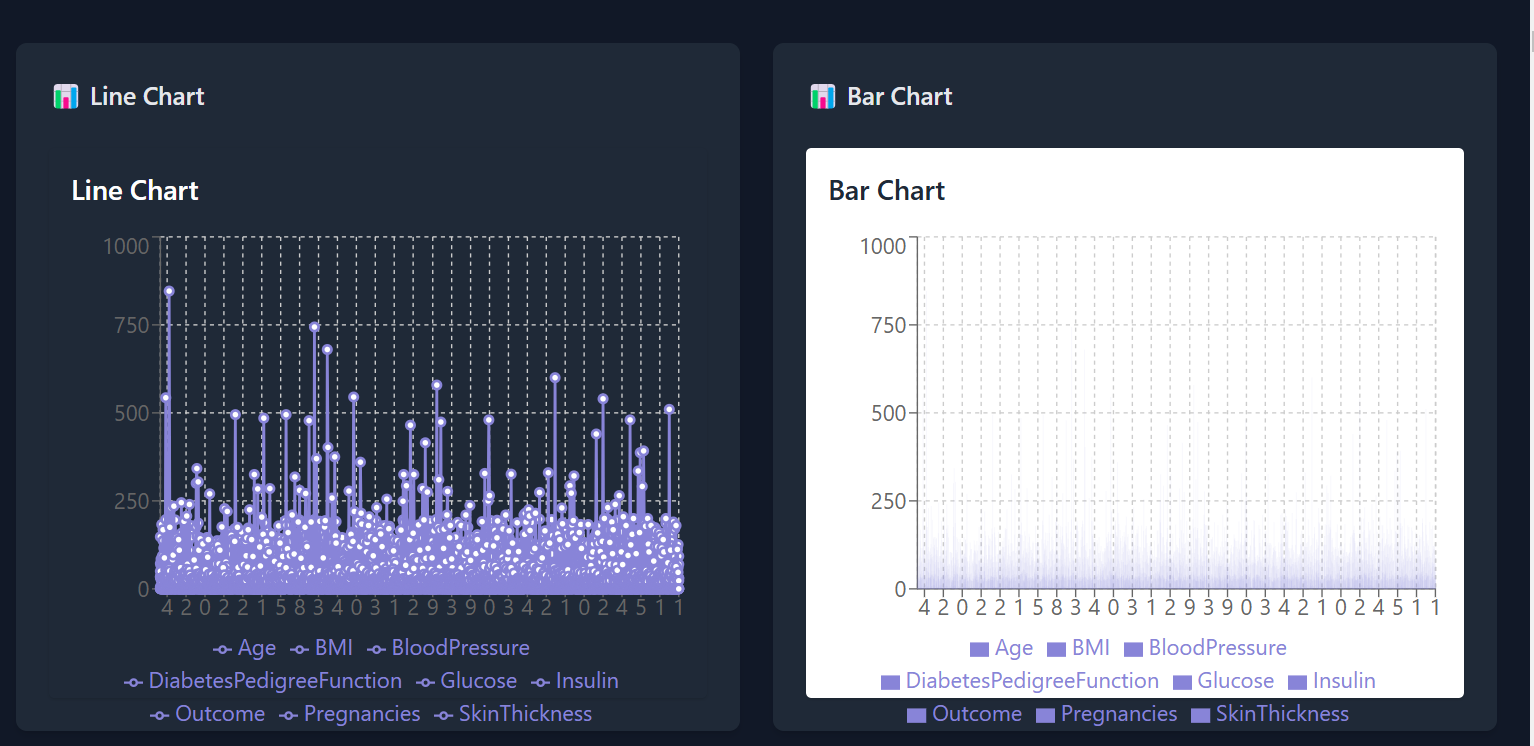 Line Chart
Line Chart
1000
750
500
250
0
4 2 0 2 2 1 5 8 3 4 0 3 1 2 9 3 9 0 3 4 2 1 0 2 4 5 1 1
Age BMI BloodPressure
DiabetesPedigreeFunction Glucose Insulin
Outcome Pregnancies SkinThickness
Bar Chart
Bar Chart
1000
750
500
250
0
4 2 0 2 2 1 5 8 3 4 0 3 1 2 9 3 9 0 3 4 2 1 0 2 4 5 1 1
Age BMI BloodPressure
DiabetesPedigreeFunction Glucose Insulin
Outcome Pregnancies SkinThickness